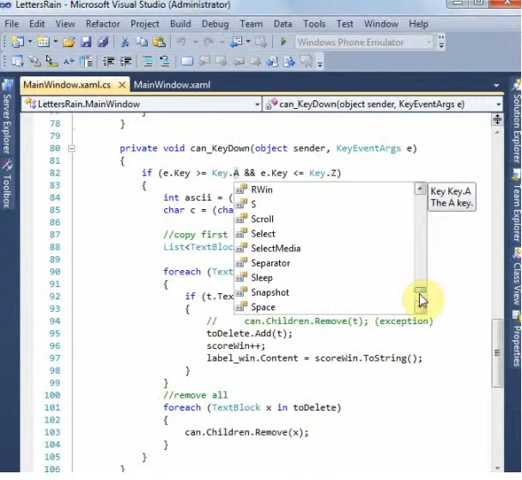 LettersRain - Microsoft Visual Studio (Administrator)
File Edit View Refactor Project Build Debug Team Data Tools Test Window Help
Windows Phone Emulator
MainWindow.xaml.cs MainWindow.xaml
LettersRain.MainWindow can_KeyDown(object sender, KeyEventArgs e)
78 }
79
80 private void can_KeyDown(object sender, KeyEventArgs e)
81 {
82 if (e.Key >= Key.A && e.Key <= Key.Z)
83 {
84 int ascii = (
85 char c = (cha
86
87 //copy first
88 List<TextBloc
89
90 foreach (Text
91 {
92 if (t.Tex
93 {
94 // can.Children.Remove(t); (exception)
95 toDelete.Add(t);
96 scoreWin++;
97 label_win.Content = scoreWin.ToString();
98 }
99 }
100 //remove all
101 foreach (TextBlock x in toDelete)
102 {
103 can.Children.Remove(x);
104 }
105 }
106 }
RWin
S
Scroll
Select
SelectMedia
Separator
Sleep
Snapshot
Space
Key Key.A
The A key.
Server Explorer
Toolbox
Solution Explorer
Team Explorer
Class View
Properties